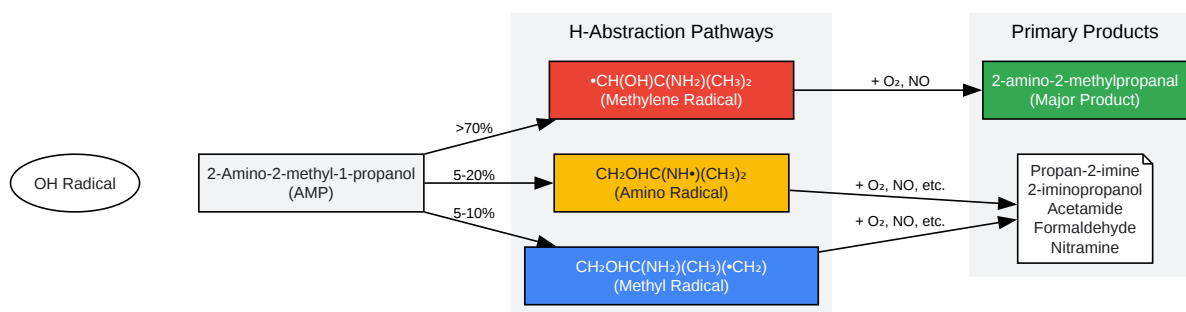 H-Abstraction Pathways
Primary Products
•CH(OH)C(NH₂)(CH₃)₂
(Methylene Radical)
+ O₂, NO
2-amino-2-methylpropanal
(Major Product)
>70%
OH Radical
2-Amino-2-methyl-1-propanol
(AMP)
5-20%
CH₂OHC(NH•)(CH₃)₂
(Amino Radical)
+ O₂, NO, etc.
Propan-2-imine
2-iminopropanol
Acetamide
Formaldehyde
Nitramine
5-10%
+ O₂, NO, etc.
CH₂OHC(NH₂)(CH₃)(•CH₂)
(Methyl Radical)